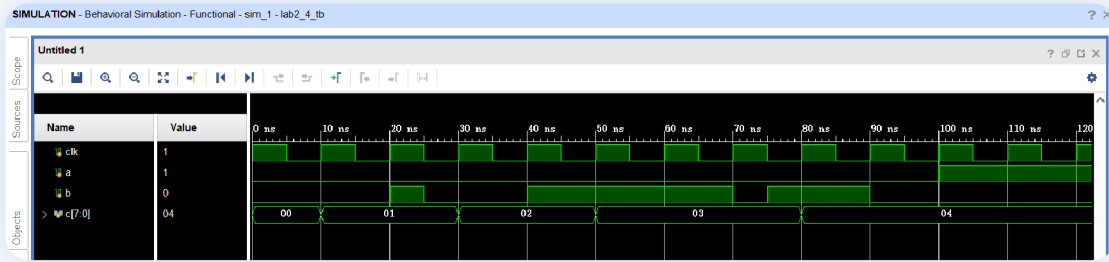 SIMULATION - Behavioral Simulation - Functional - sim_1 - lab2_4_tb
Untitled 1
Scope
Sources
Objects
Name Value
0 ns 10 ns 20 ns 30 ns 40 ns 50 ns 60 ns 70 ns 80 ns 90 ns 100 ns 110 ns 120
clk 1
a 1
b 0
c[7:0] 04 00 01 02 03 04